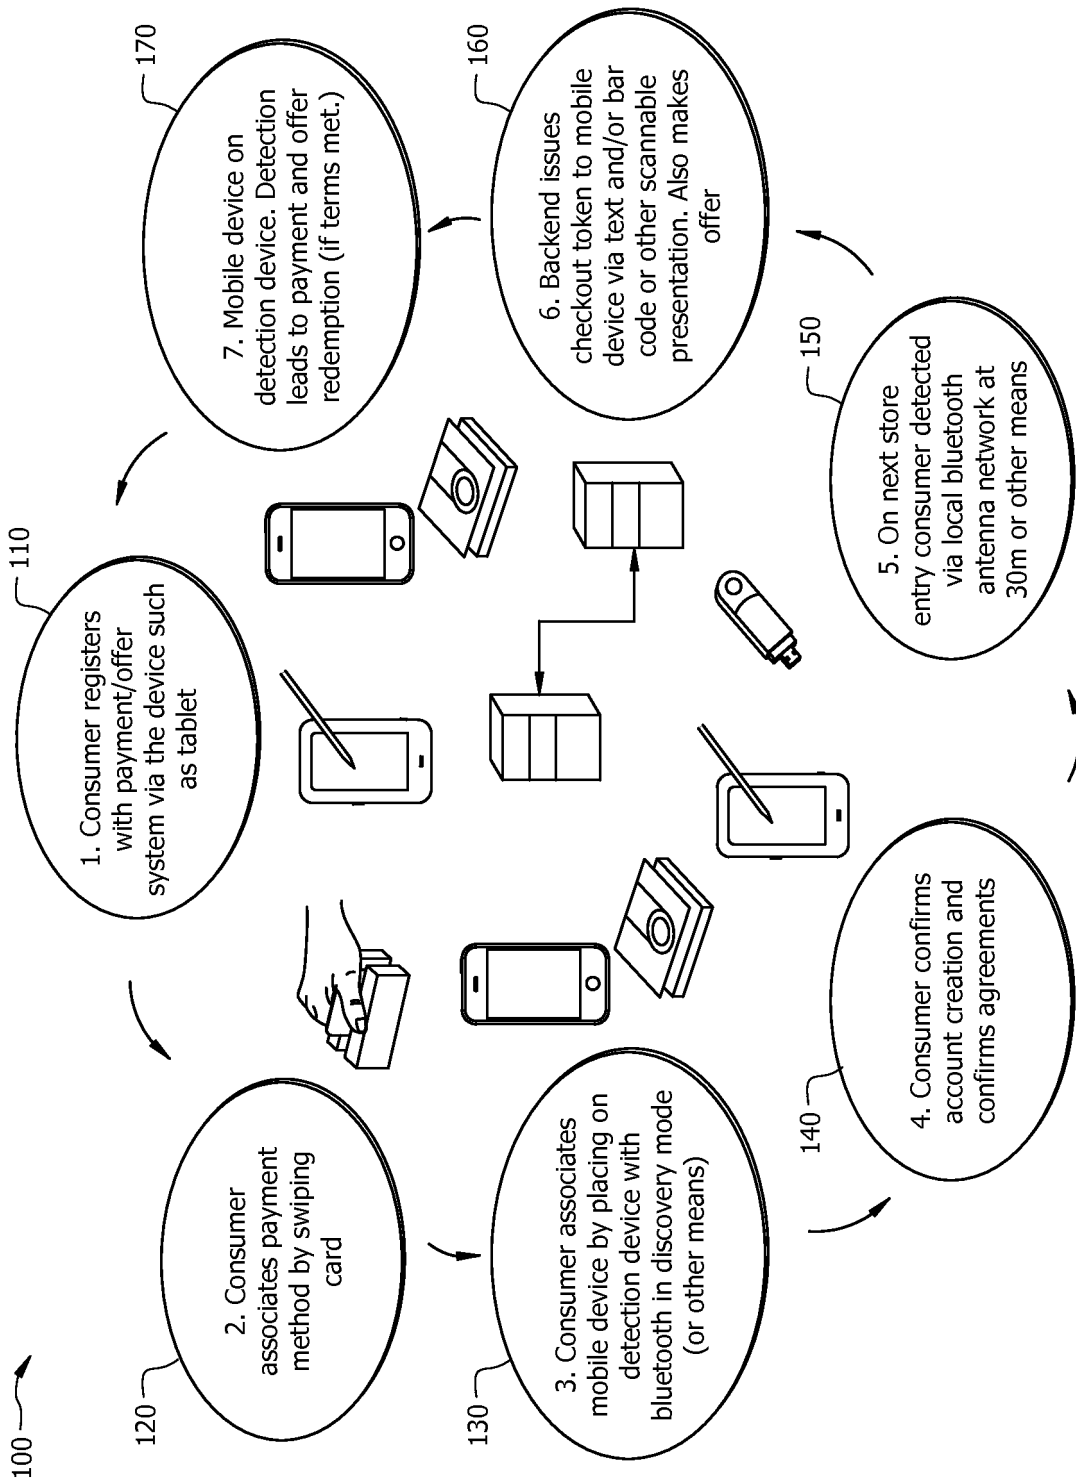 100
110
1. Consumer registers
with payment/offer
system via the device such
as tablet
120
2. Consumer
associates payment
method by swiping
card
130
3. Consumer associates
mobile device by placing on
detection device with
bluetooth in discovery mode
(or other means)
140
4. Consumer confirms
account creation and
confirms agreements
150
5. On next store
entry consumer detected
via local bluetooth
antenna network at
30m or other means
160
6. Backend issues
checkout token to mobile
device via text and/or bar
code or other scannable
presentation. Also makes
offer
170
7. Mobile device on
detection device. Detection
leads to payment and offer
redemption (if terms met.)